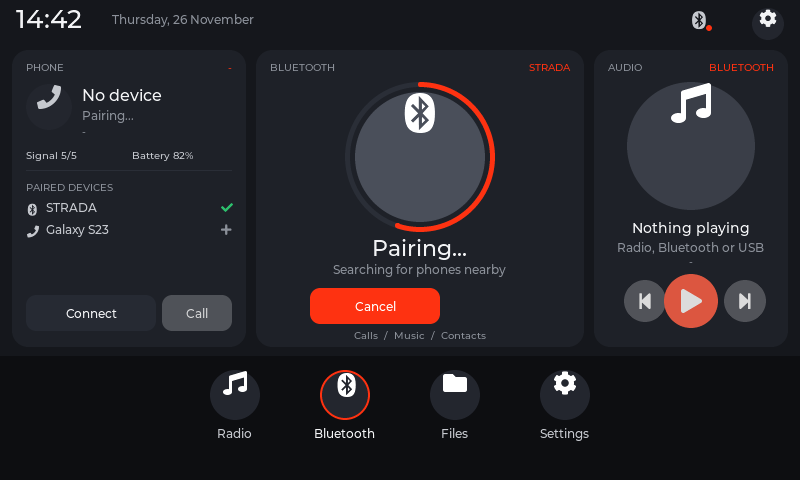 14:42
Thursday, 26 November
PHONE
-
No device
Pairing...
-
Signal 5/5
Battery 82%
PAIRED DEVICES
STRADA
Galaxy S23
Connect
Call
BLUETOOTH
STRADA
Pairing...
Searching for phones nearby
Cancel
Calls / Music / Contacts
AUDIO
BLUETOOTH
Nothing playing
Radio, Bluetooth or USB
-
Radio
Bluetooth
Files
Settings